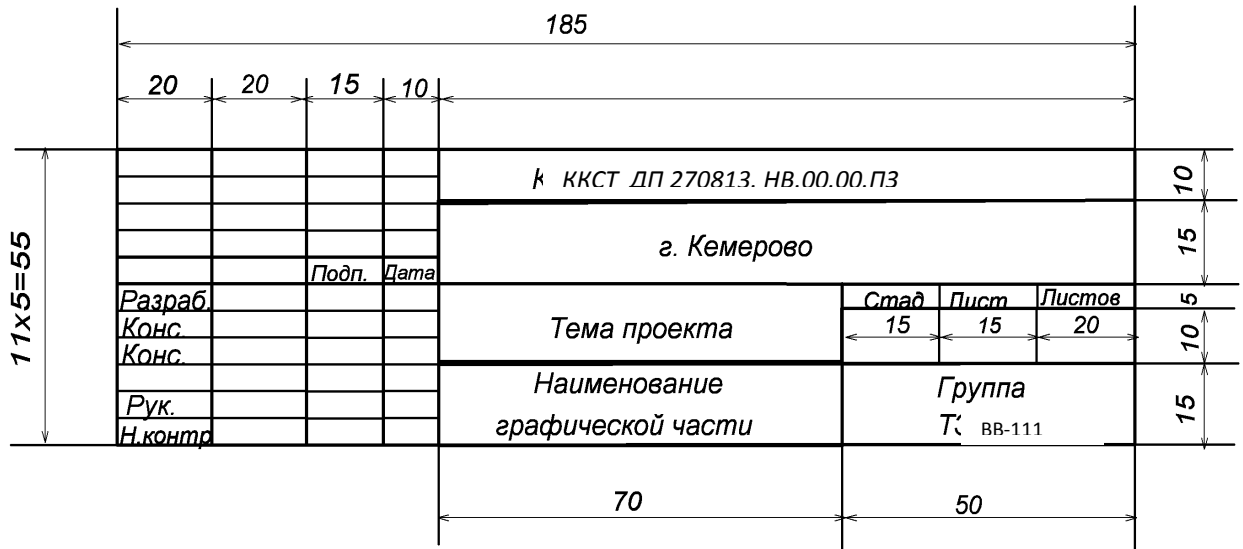 185
20 20 15 10
ККСТ ДП 270813. НВ.00.00.ПЗ 10
г. Кемерово 15
11х5=55
Подп. Дата
Разраб. Стад Лист Листов 5
Конс. Тема проекта 15 15 20 10
Конс.
Наименование Группа
Рук. графической части ВВ-111 15
Н.контр
70 50